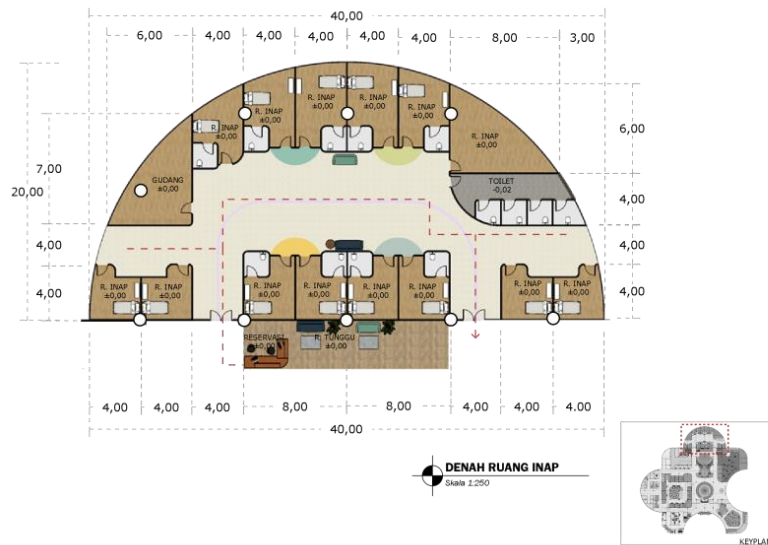 40,00
6,00 4,00 4,00 4,00 4,00 4,00 8,00 3,00
20,00
7,00
4,00
4,00
6,00
4,00
4,00
4,00
R. INAP
±0,00
R. INAP
±0,00
R. INAP
±0,00
R. INAP
±0,00
R. INAP
±0,00
R. INAP
±0,00
GUDANG
±0,00
TOILET
-0,02
R. INAP
±0,00
R. INAP
±0,00
R. INAP
±0,00
R. INAP
±0,00
R. INAP
±0,00
R. INAP
±0,00
R. INAP
±0,00
R. INAP
±0,00
RESERVASI
±0,00
R. TUNGGU
±0,00
4,00 4,00 4,00 8,00 8,00 4,00 4,00 4,00
40,00
DENAH RUANG INAP
Skala 1:250
KEYPLAN